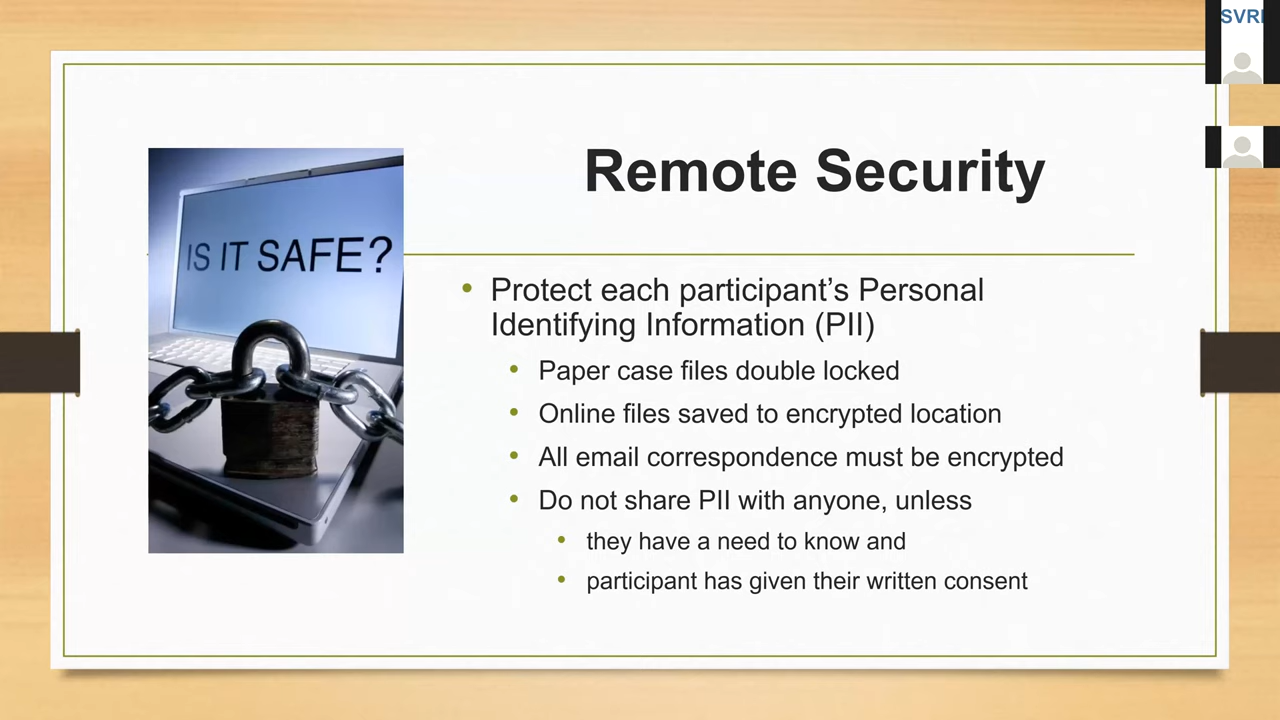 SVRI
Remote Security
IS IT SAFE?
Protect each participant’s Personal
Identifying Information (PII)
Paper case files double locked
Online files saved to encrypted location
All email correspondence must be encrypted
Do not share PII with anyone, unless
they have a need to know and
participant has given their written consent